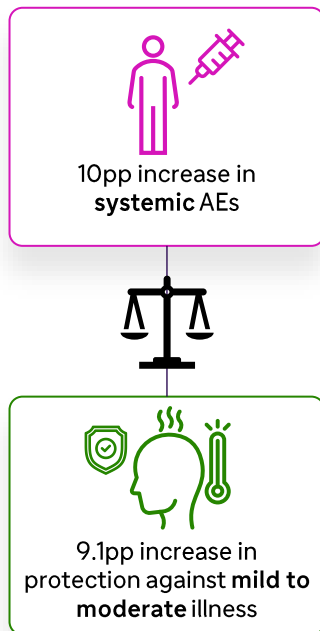 10pp increase in
systemic AEs
9.1pp increase in
protection against mild to
moderate illness